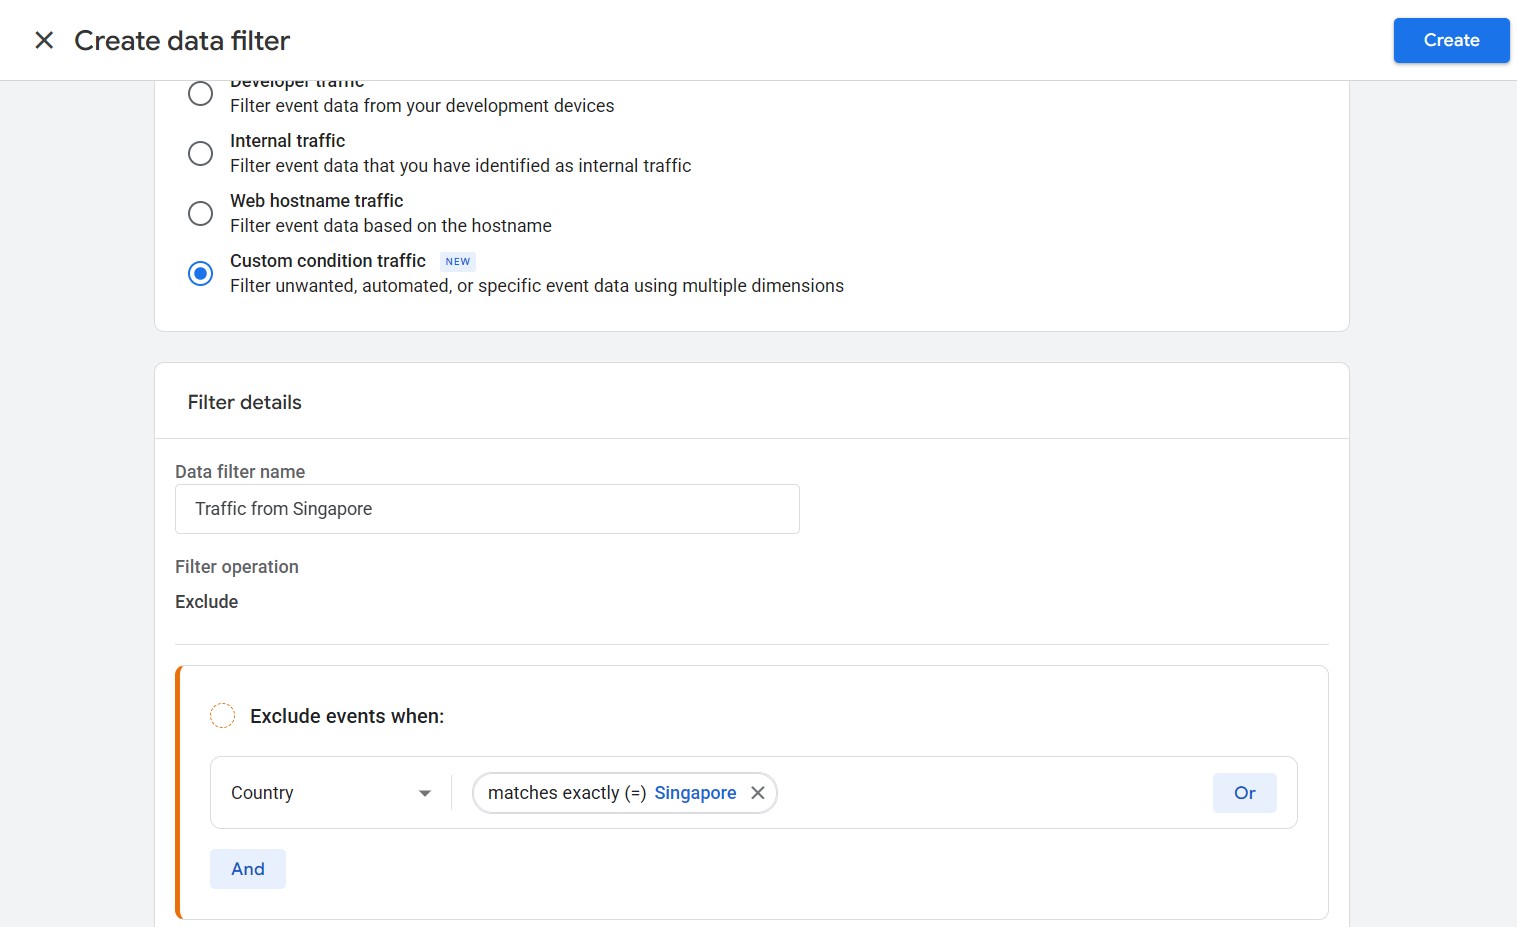 Create data filter
Create
Developer traffic
Filter event data from your development devices
Internal traffic
Filter event data that you have identified as internal traffic
Web hostname traffic
Filter event data based on the hostname
Custom condition traffic NEW
Filter unwanted, automated, or specific event data using multiple dimensions
Filter details
Data filter name
Traffic from Singapore
Filter operation
Exclude
Exclude events when:
Country matches exactly (=) Singapore Or
And